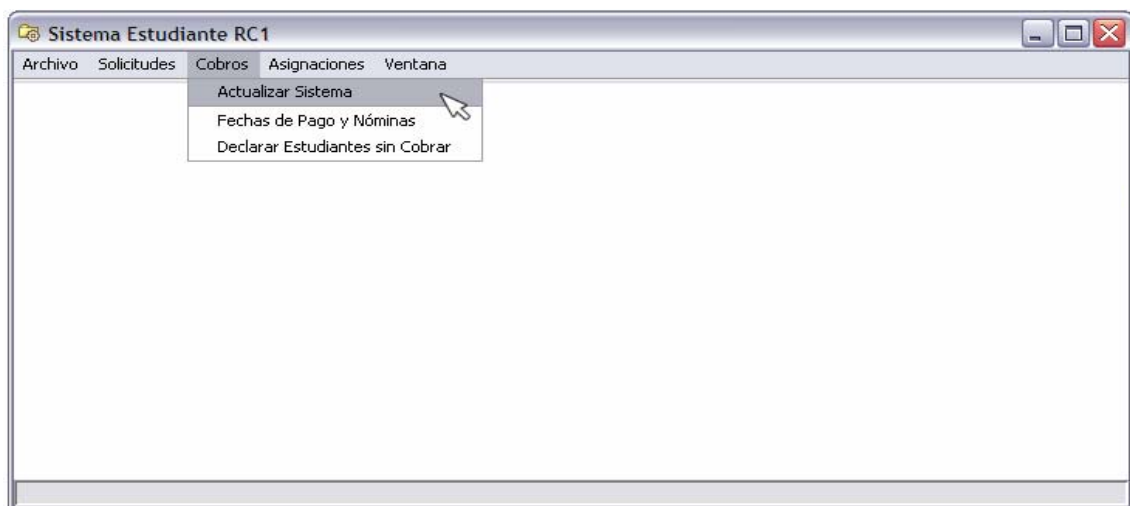 Sistema Estudiante RC1
Archivo Solicitudes Cobros Asignaciones Ventana
Actualizar Sistema
Fechas de Pago y Nóminas
Declarar Estudiantes sin Cobrar